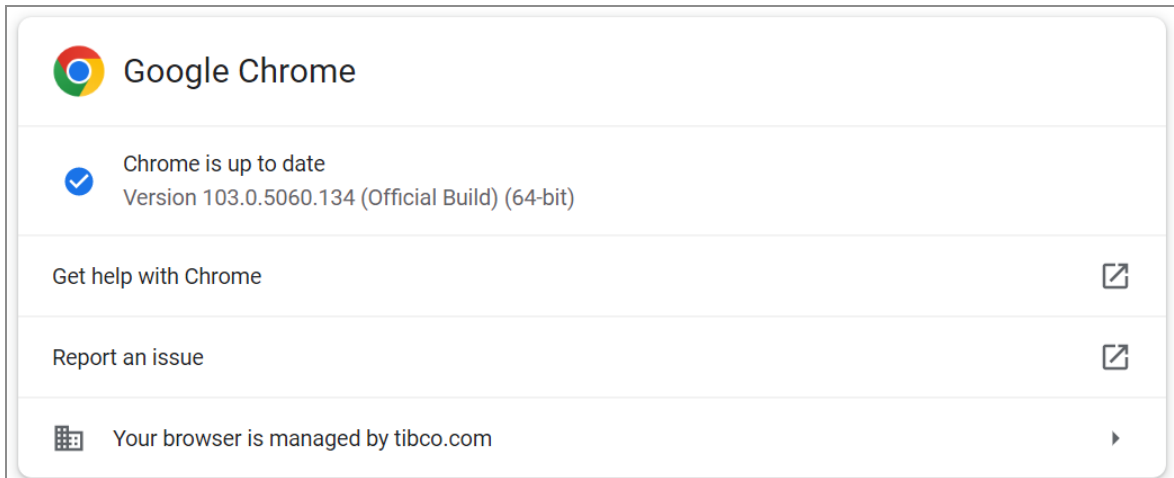 Google Chrome
Chrome is up to date
Version 103.0.5060.134 (Official Build) (64-bit)
Get help with Chrome
Report an issue
Your browser is managed by tibco.com